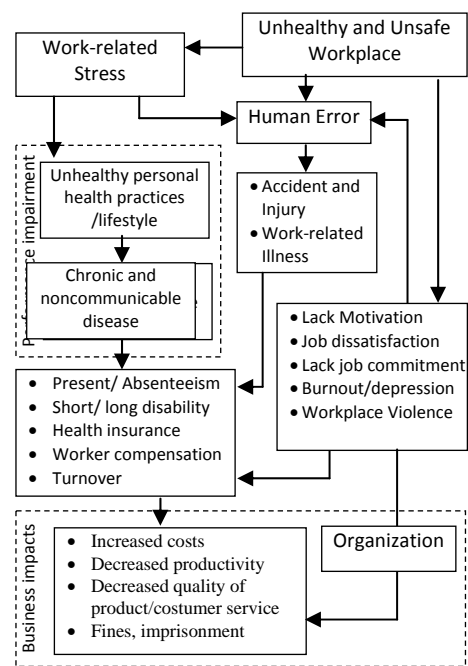 Unhealthy and Unsafe
Workplace
Work-related
Stress
Human Error
Unhealthy personal
health practices
/lifestyle
• Accident and
Injury
• Work-related
Illness
impairment
Chronic and
noncommunicable
disease
• Lack Motivation
• Job dissatisfaction
• Lack job commitment
• Burnout/depression
• Workplace Violence
• Present/ Absenteeism
• Short/ long disability
• Health insurance
• Worker compensation
• Turnover
Business impacts
• Increased costs
• Decreased productivity
• Decreased quality of
product/costumer service
• Fines, imprisonment
Organization